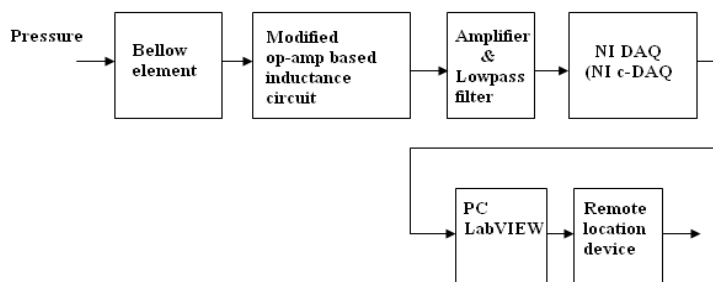 Pressure
Bellow
element
Modified
op-amp based
inductance
circuit
Amplifier
&
Lowpass
filter
NI DAQ
(NI c-DAQ
PC
LabVIEW
Remote
location
device